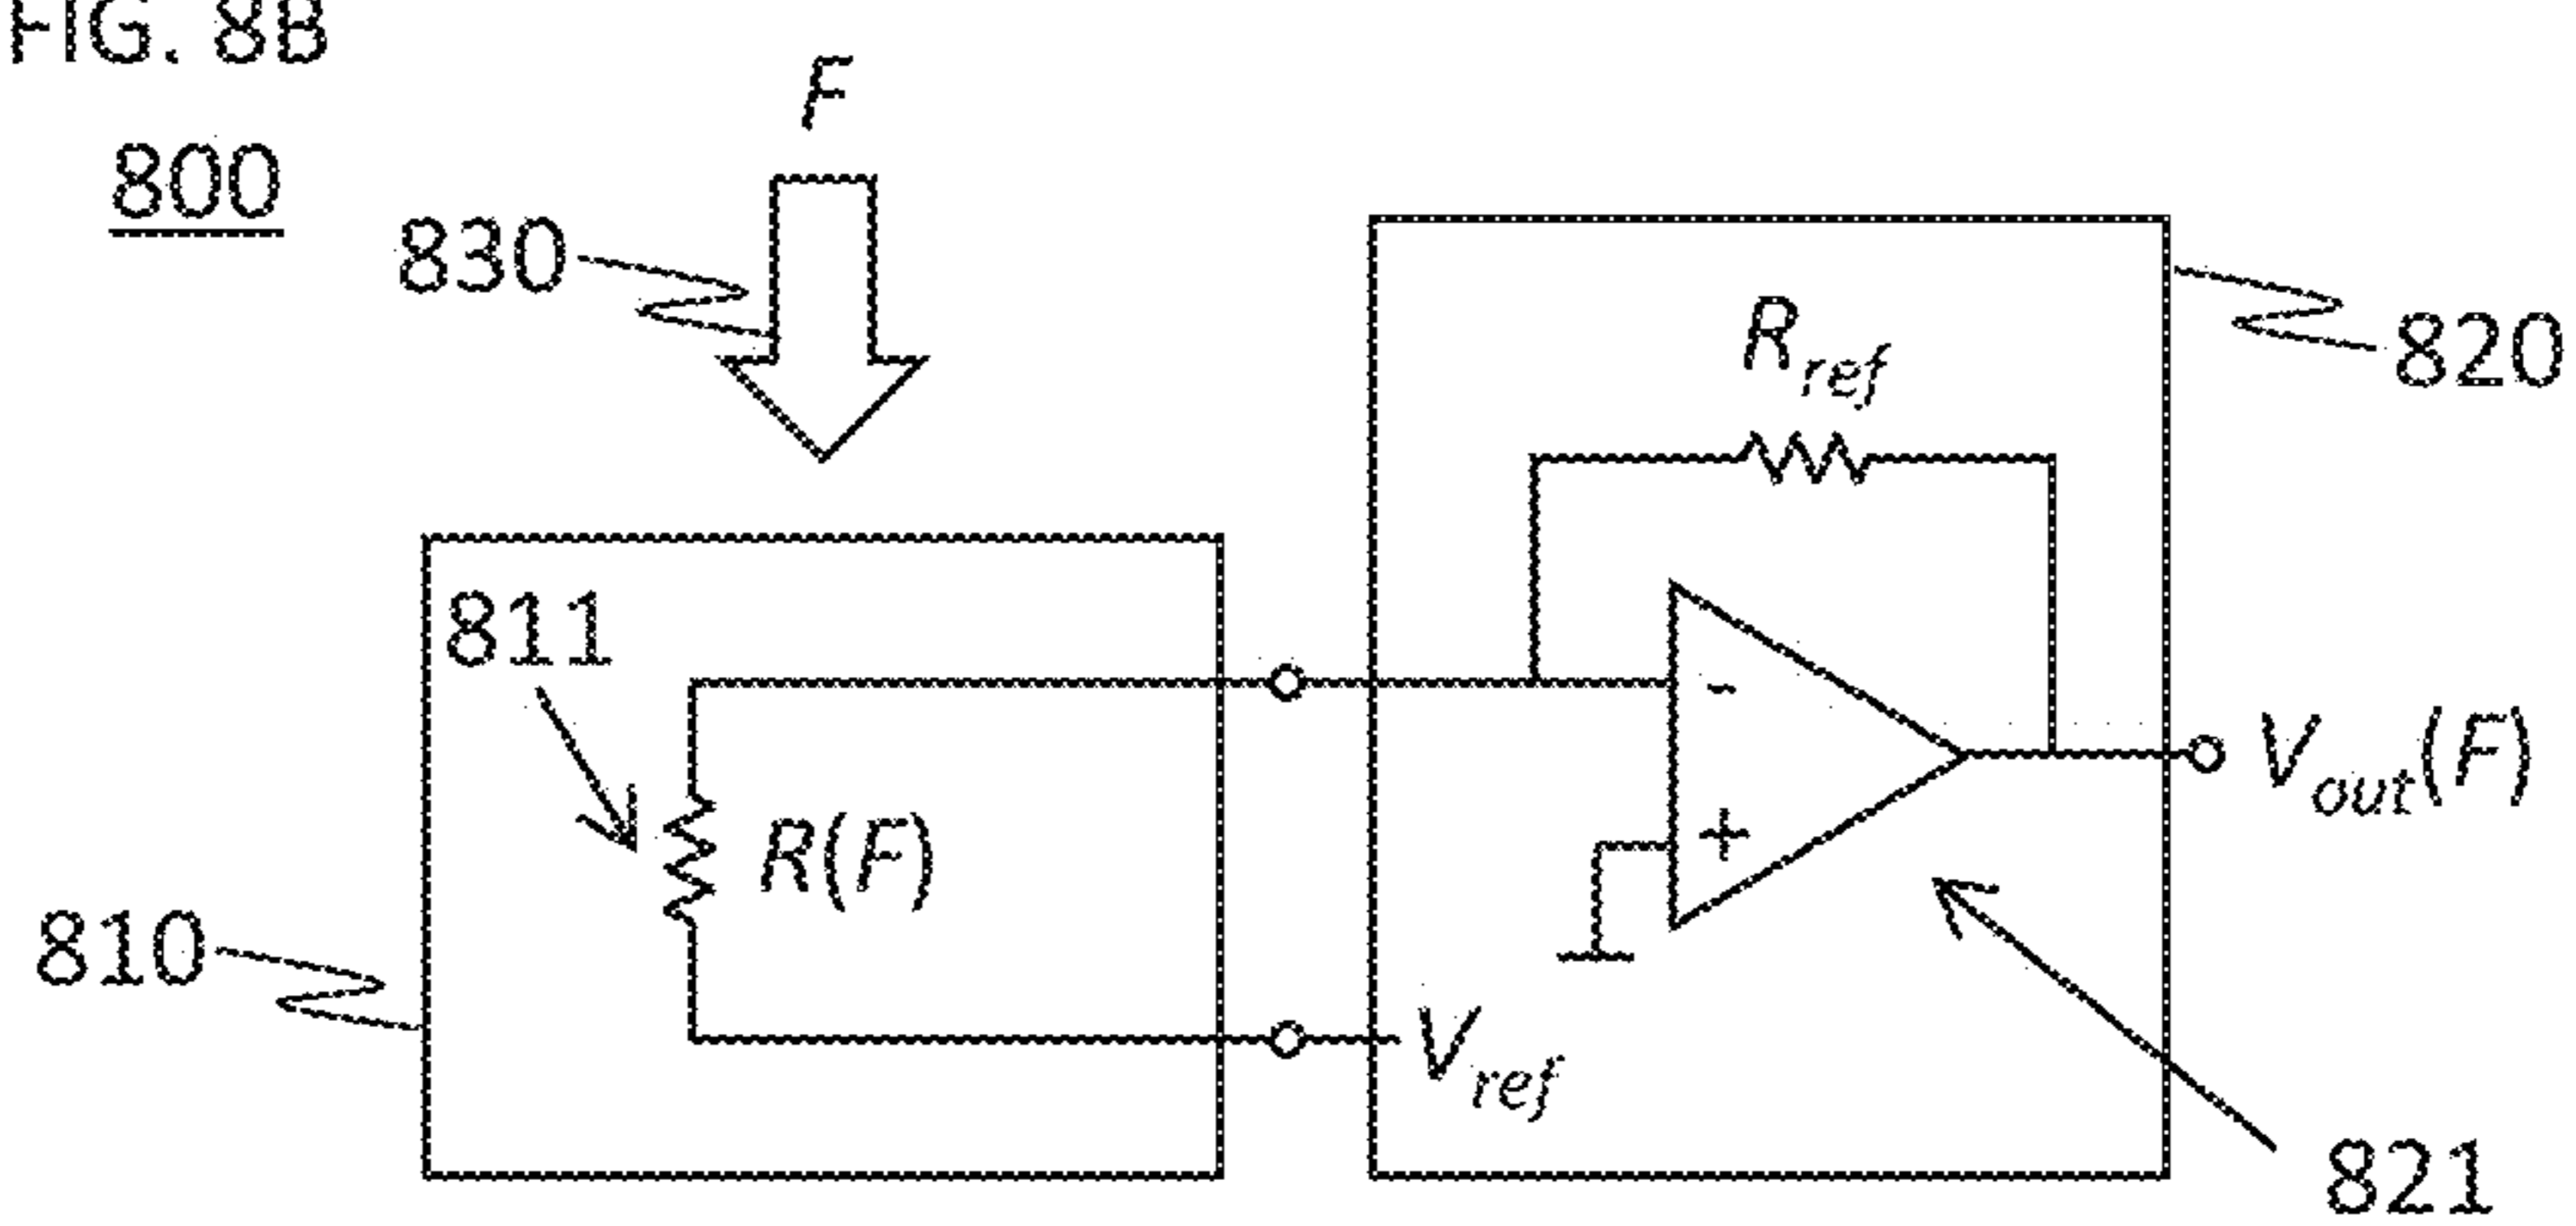 FIG. 8B
800
F
830
820
R_ref
811
-
+
R(F)
V_out(F)
810
V_ref
821